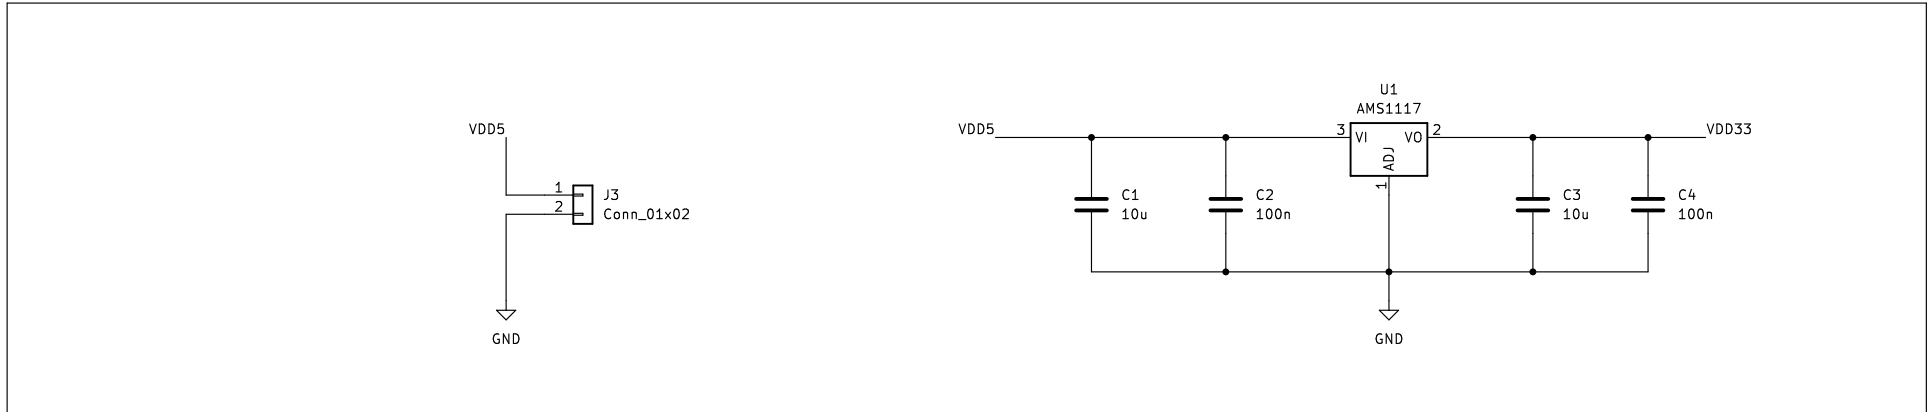 VDD5
1
2
J3
Conn_01x02
GND
U1
AMS1117
VDD5
3
VI
VO
2
VDD33
ADJ
1
C1
10u
C2
100n
C3
10u
C4
100n
GND